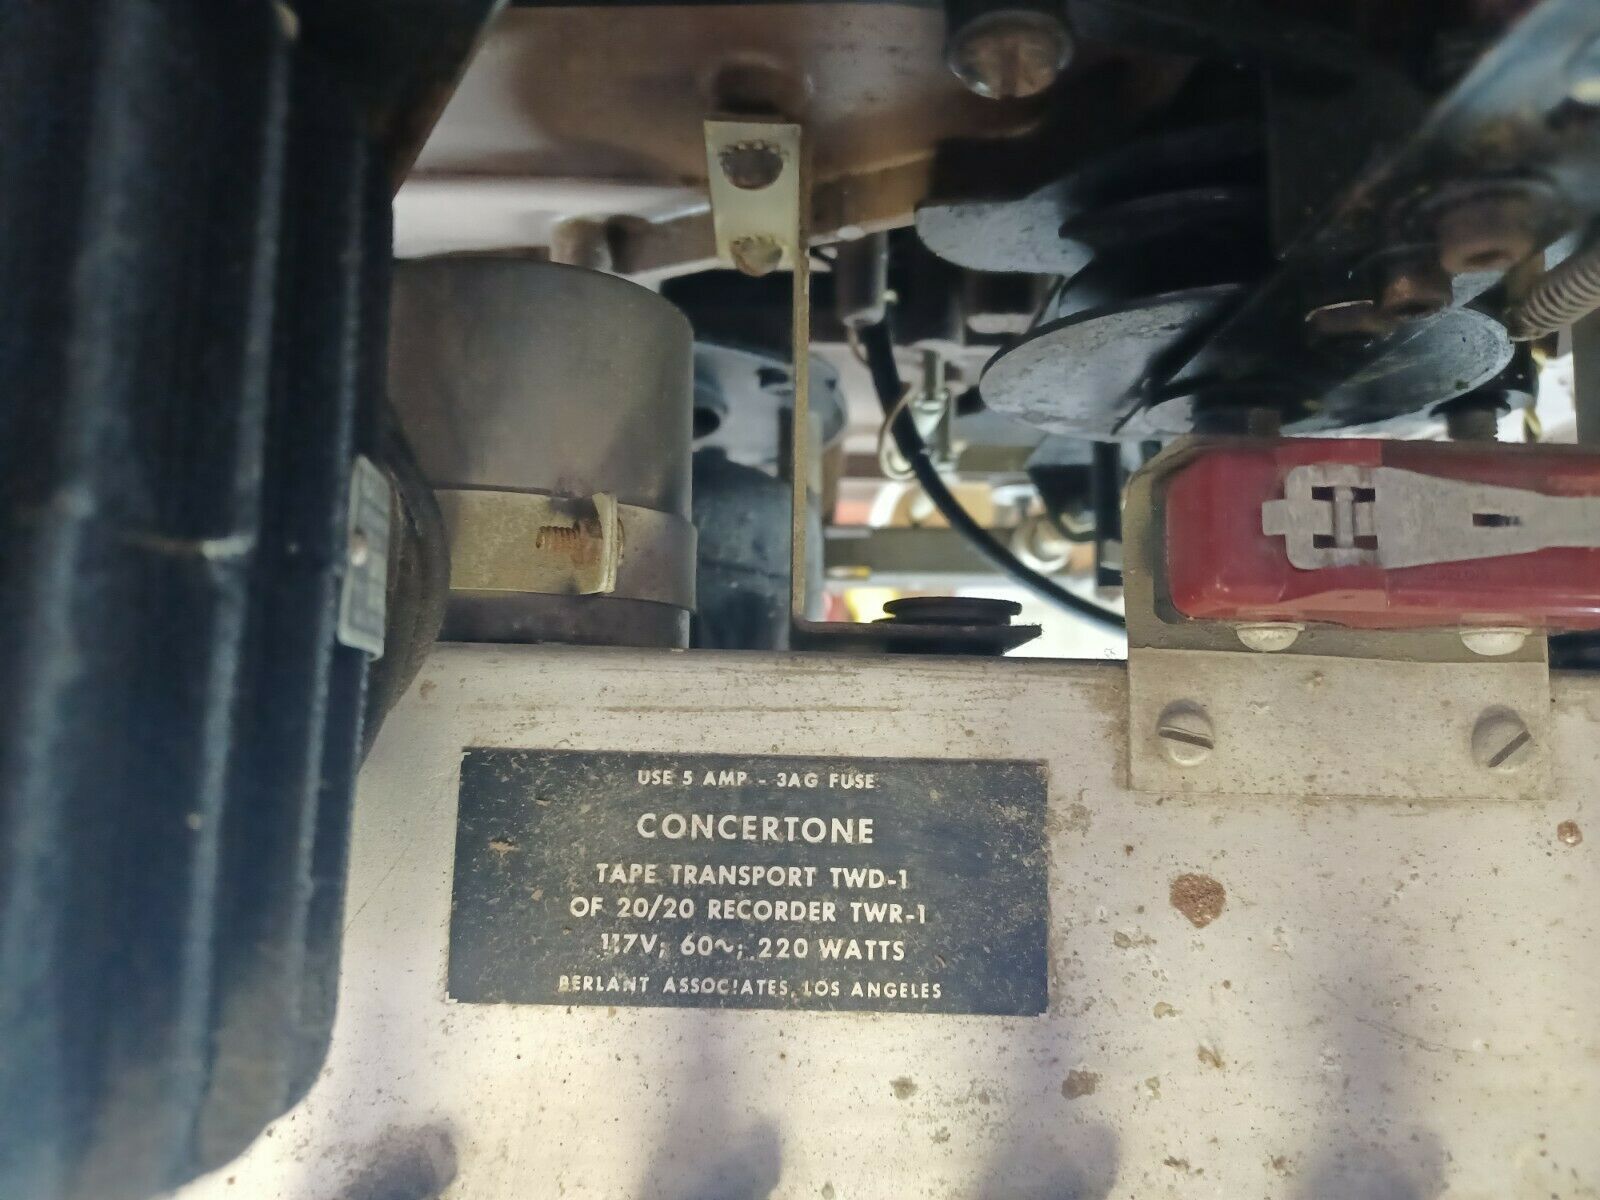 USE 5 AMP - 3AG FUSE
CONCERTONE
TAPE TRANSPORT TWD-1
OF 20/20 RECORDER TWR-1
117V; 60~; 220 WATTS
BERLANT ASSOCIATES, LOS ANGELES